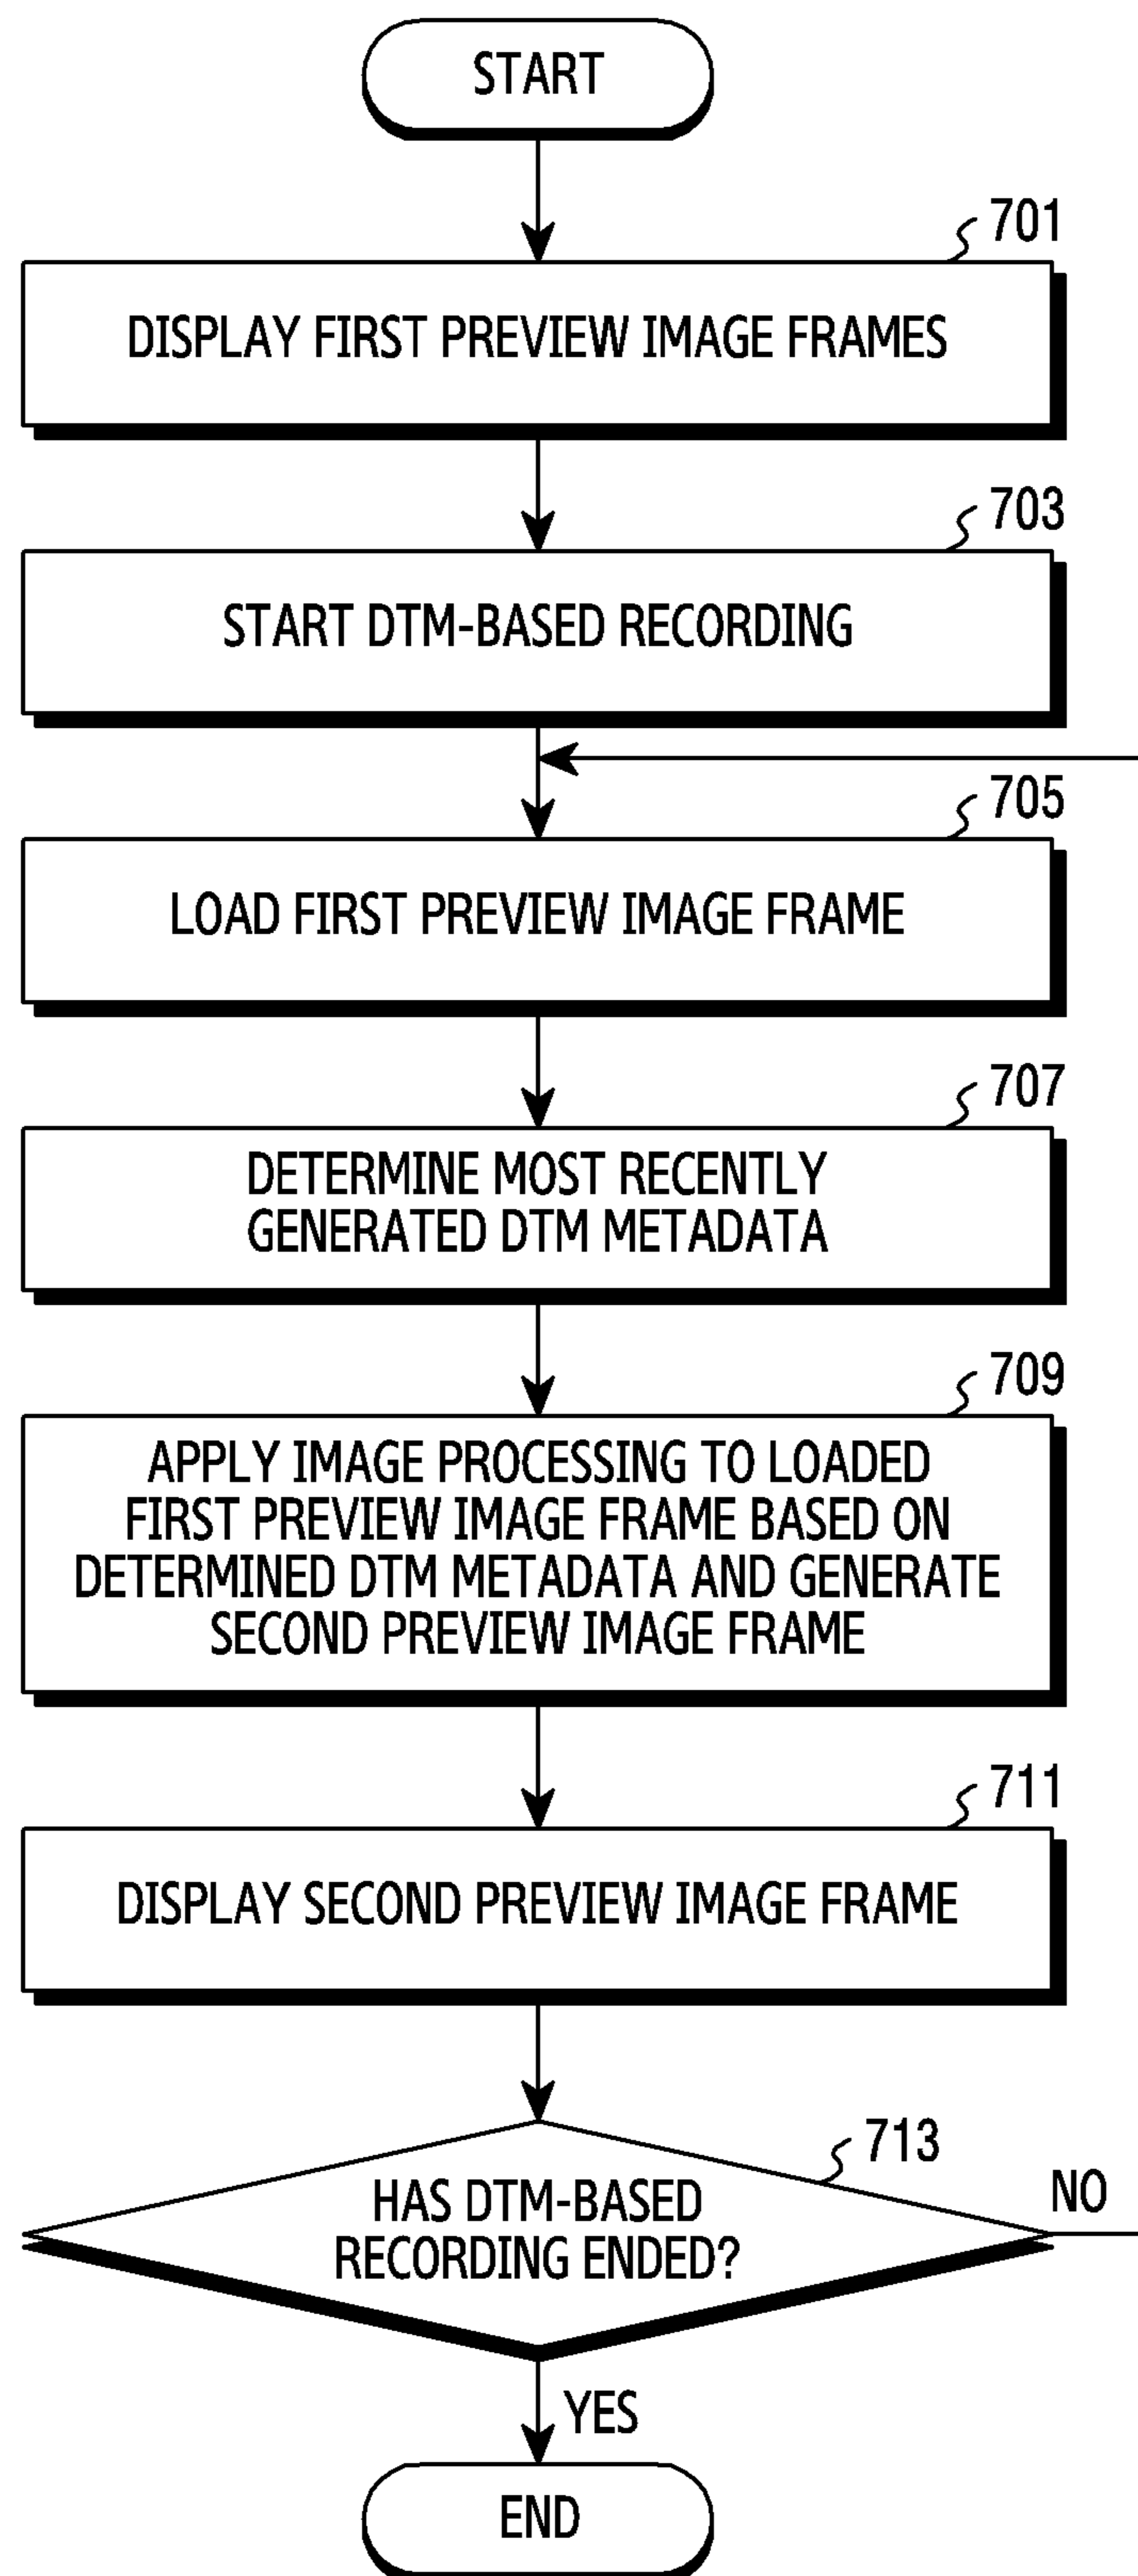 START
701
DISPLAY FIRST PREVIEW IMAGE FRAMES
703
START DTM-BASED RECORDING
705
LOAD FIRST PREVIEW IMAGE FRAME
707
DETERMINE MOST RECENTLY
GENERATED DTM METADATA
709
APPLY IMAGE PROCESSING TO LOADED
FIRST PREVIEW IMAGE FRAME BASED ON
DETERMINED DTM METADATA AND GENERATE
SECOND PREVIEW IMAGE FRAME
711
DISPLAY SECOND PREVIEW IMAGE FRAME
713
HAS DTM-BASED
RECORDING ENDED?
NO
YES
END